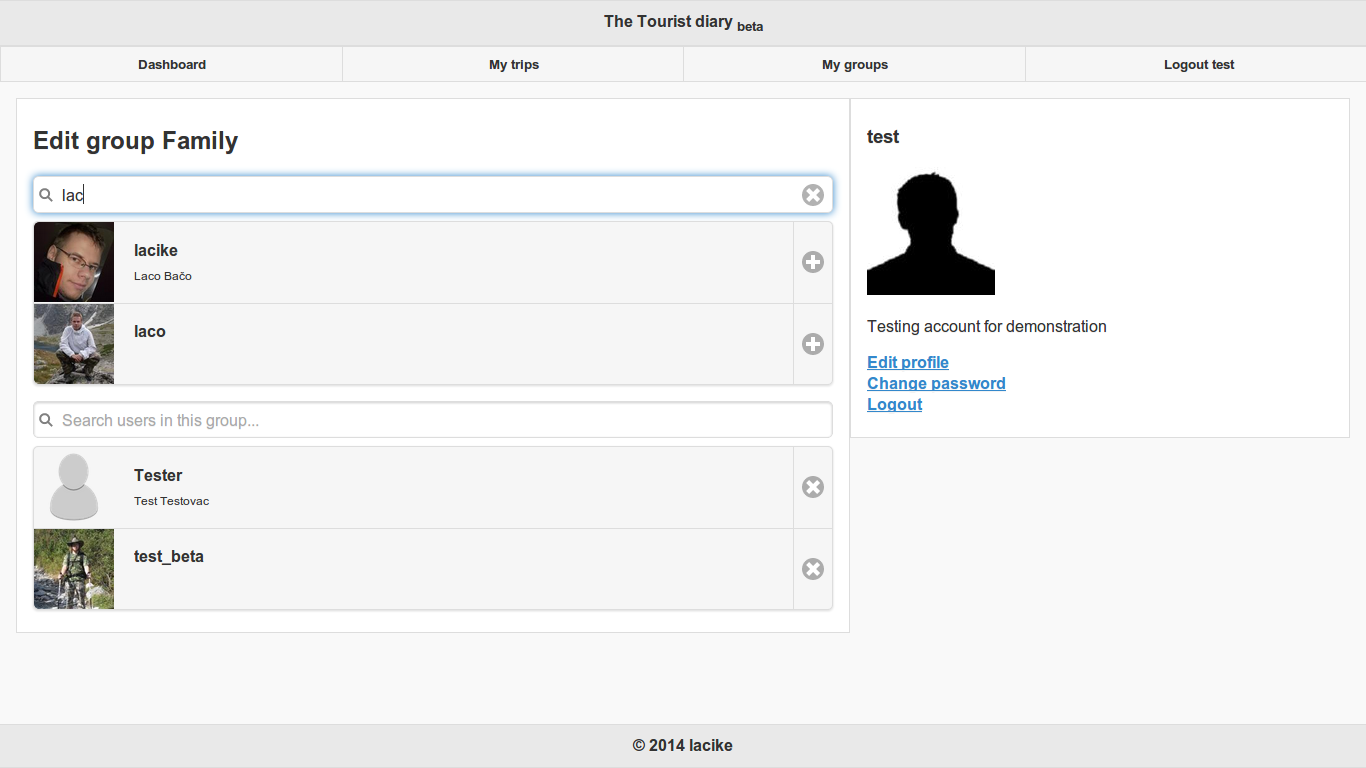 The Tourist diary beta
Dashboard
My trips
My groups
Logout test
Edit group Family
lac
lacike
Laco Bačo
laco
Search users in this group...
Tester
Test Testovac
test_beta
test
Testing account for demonstration
Edit profile
Change password
Logout
© 2014 lacike